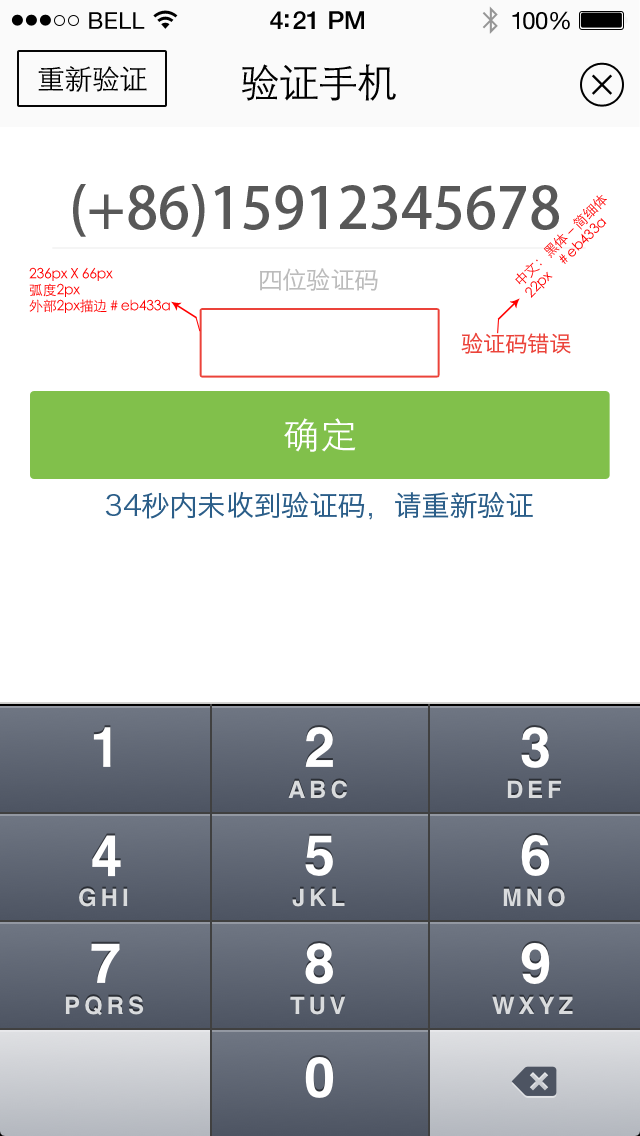 BELL 4:21 PM 100%
重新验证 验证手机
(+86)15912345678
236px X 66px
弧度2px
外部2px描边 #eb433a
四位验证码
中文：黑体-简细体
22px #eb433a
验证码错误
确定
34秒内未收到验证码，请重新验证
1 2 3
ABC DEF
4 5 6
GHI JKL MNO
7 8 9
PQRS TUV WXYZ
0